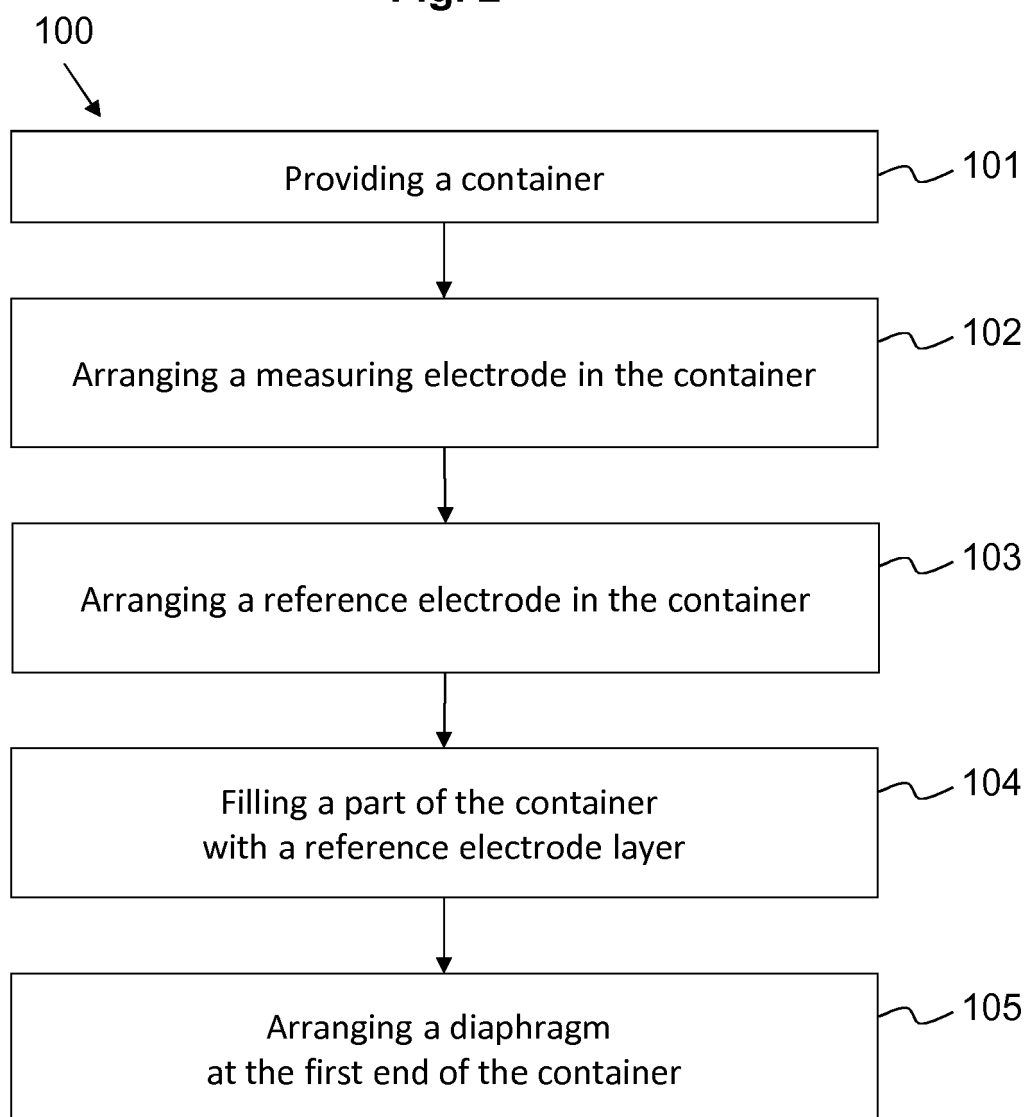 100
Providing a container
101
Arranging a measuring electrode in the container
102
Arranging a reference electrode in the container
103
Filling a part of the container
with a reference electrode layer
104
Arranging a diaphragm
at the first end of the container
105